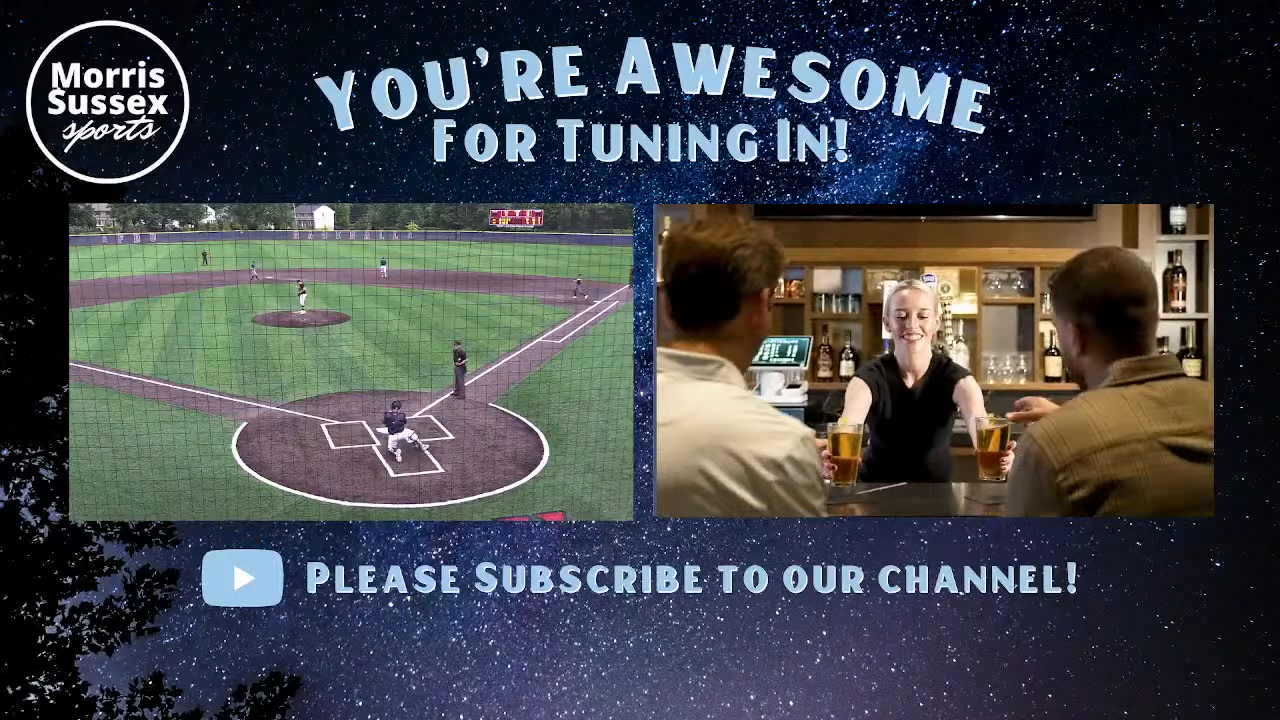 Morris
Sussex
sports
You're Awesome
For Tuning In!
Please Subscribe to our channel!